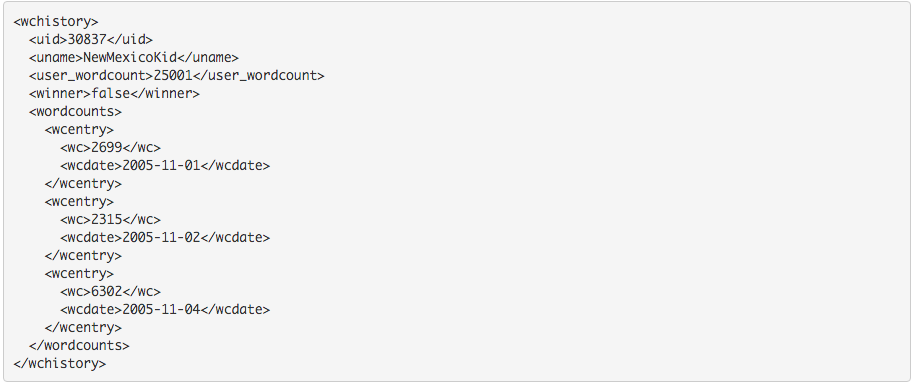 <wchistory>
  <uid>30837</uid>
  <uname>NewMexicoKid</uname>
  <user_wordcount>25001</user_wordcount>
  <winner>false</winner>
  <wordcounts>
    <wcentry>
      <wc>2699</wc>
      <wcdate>2005-11-01</wcdate>
    </wcentry>
    <wcentry>
      <wc>2315</wc>
      <wcdate>2005-11-02</wcdate>
    </wcentry>
    <wcentry>
      <wc>6302</wc>
      <wcdate>2005-11-04</wcdate>
    </wcentry>
  </wordcounts>
</wchistory>